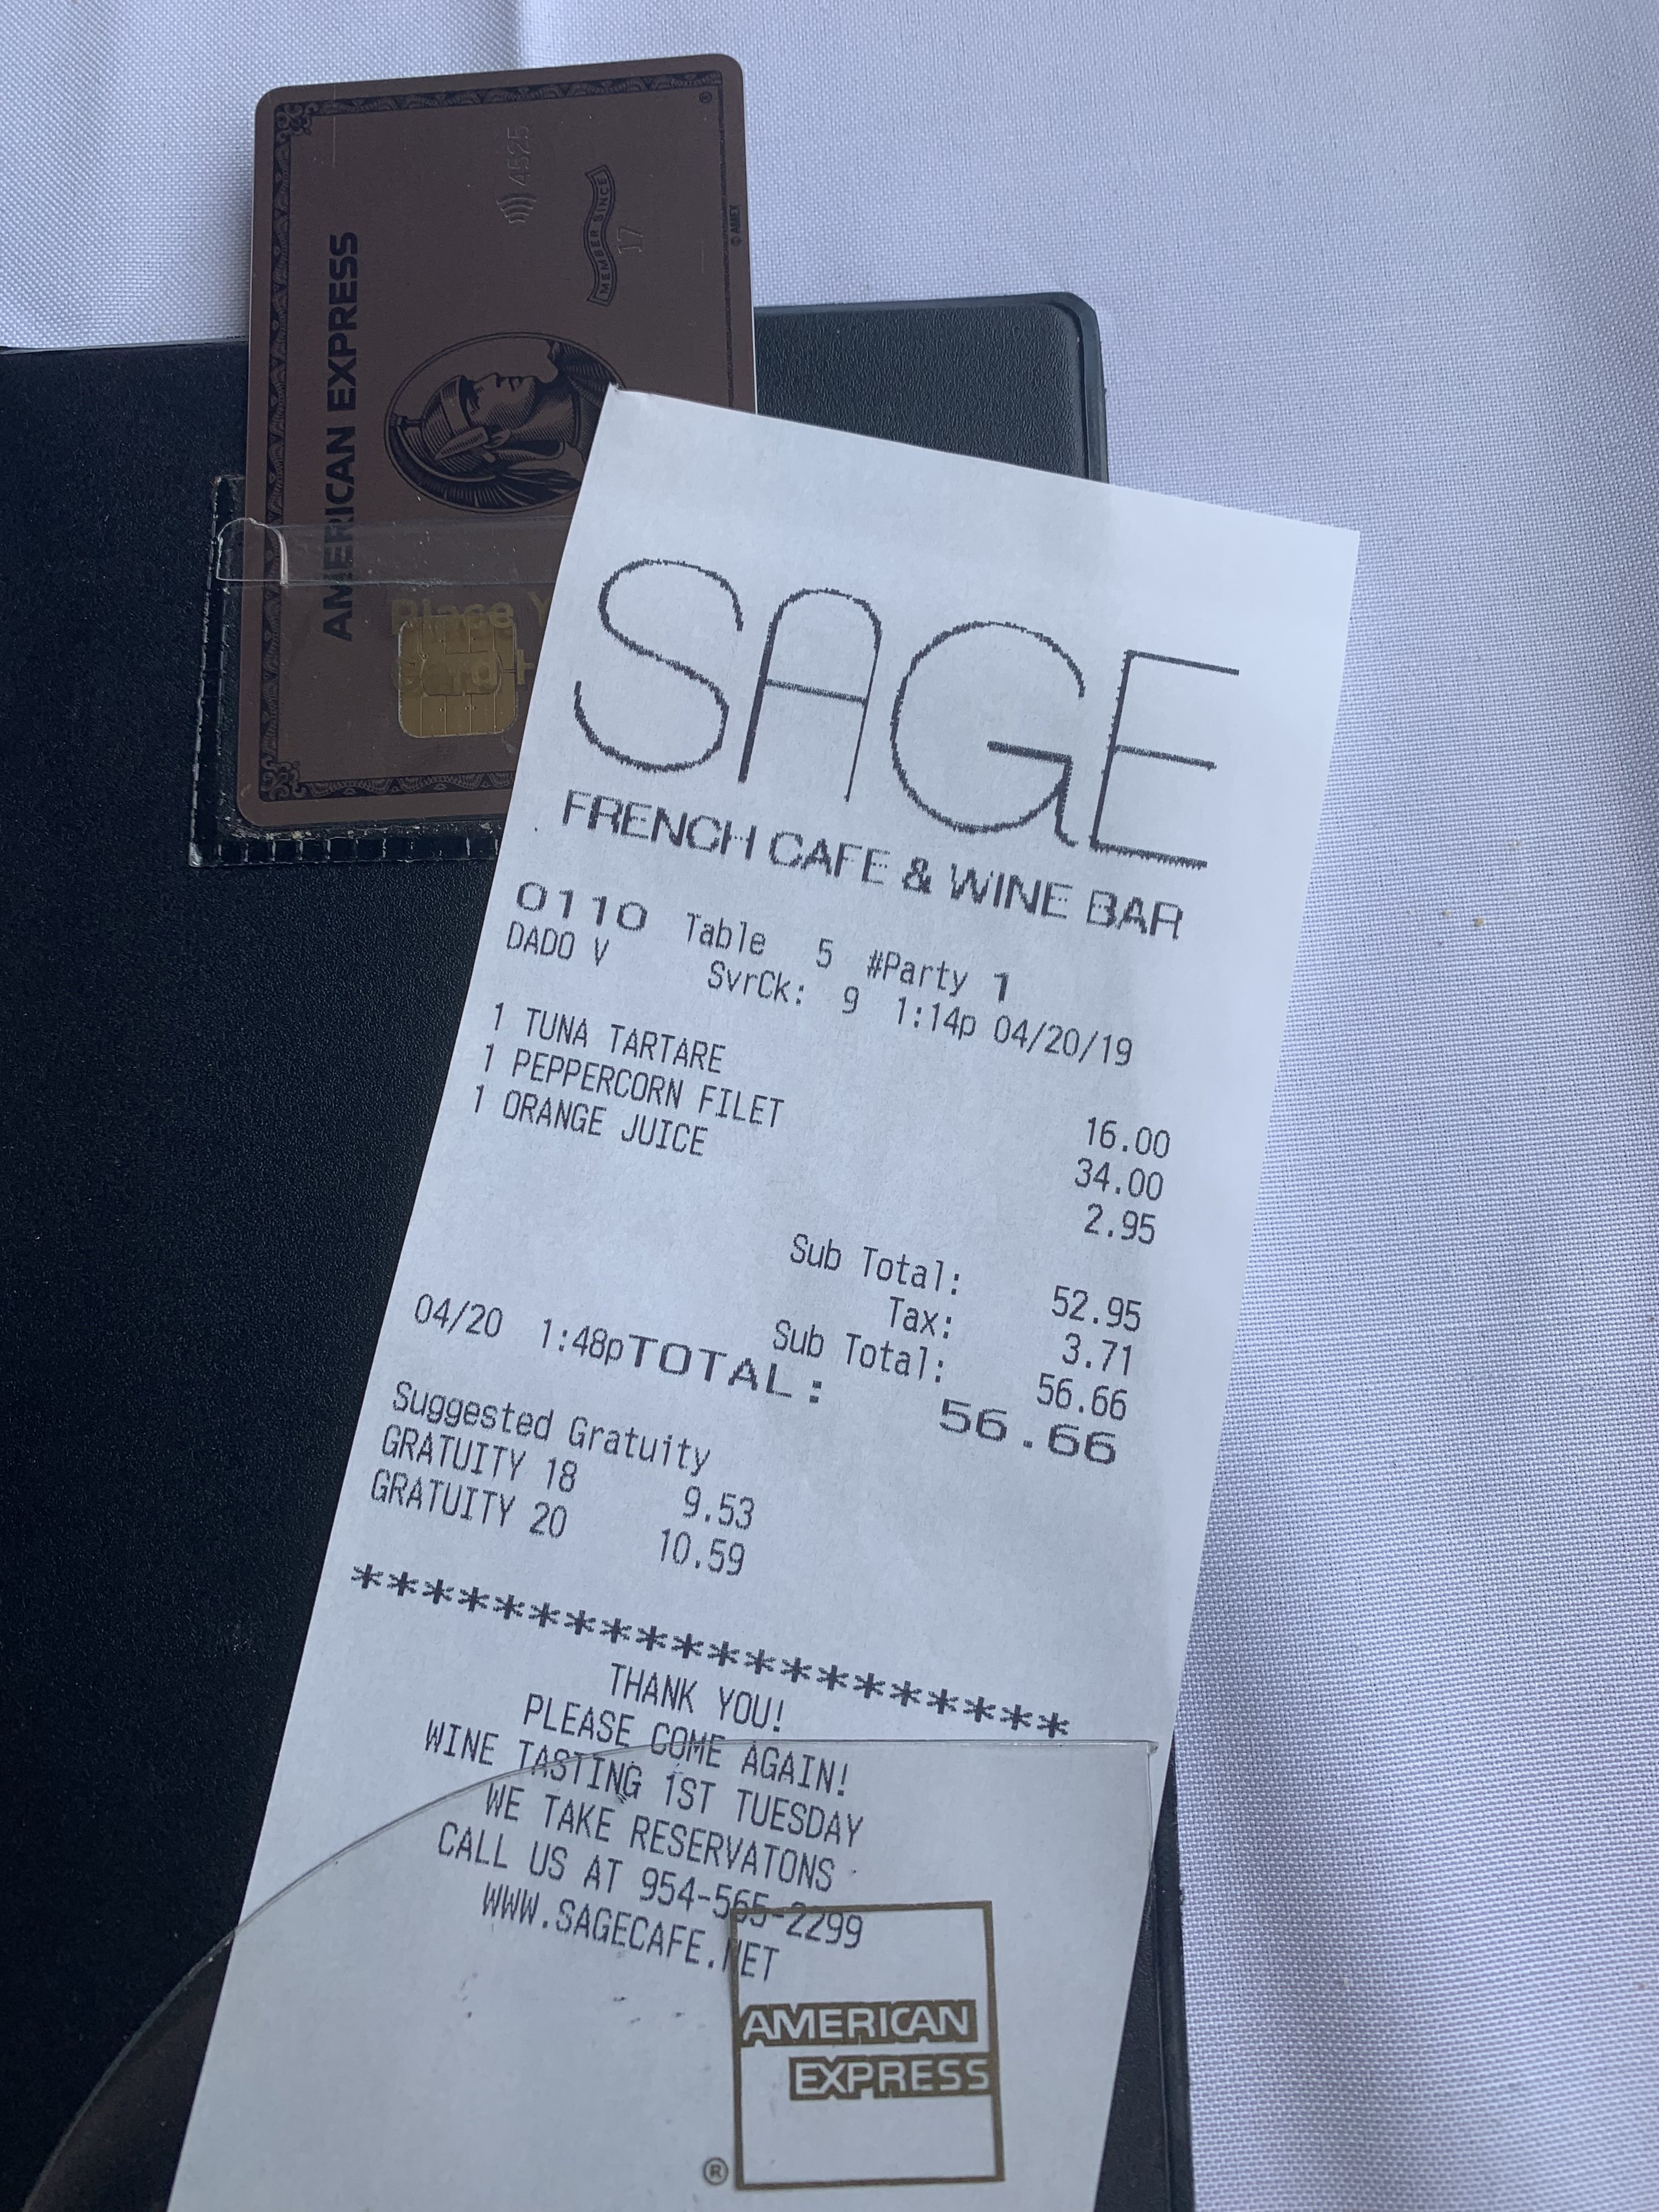 AMERICAN EXPRESS
4525
MEMBER SINCE
17
© AMEX
®
Place
SAGE
FRENCH CAFE & WINE BAR
0110 Table 5 #Party 1
DADO V SvrCk: 9 1:14p 04/20/19
1 TUNA TARTARE 16.00
1 PEPPERCORN FILET 34.00
1 ORANGE JUICE 2.95
Sub Total: 52.95
Tax: 3.71
Sub Total: 56.66
04/20 1:48pTOTAL: 56.66
Suggested Gratuity
GRATUITY 18 9.53
GRATUITY 20 10.59
********************
THANK YOU!
PLEASE COME AGAIN!
WINE TASTING 1ST TUESDAY
WE TAKE RESERVATONS
CALL US AT 954-565-2299
WWW.SAGECAFE.NET
AMERICAN
EXPRESS
®